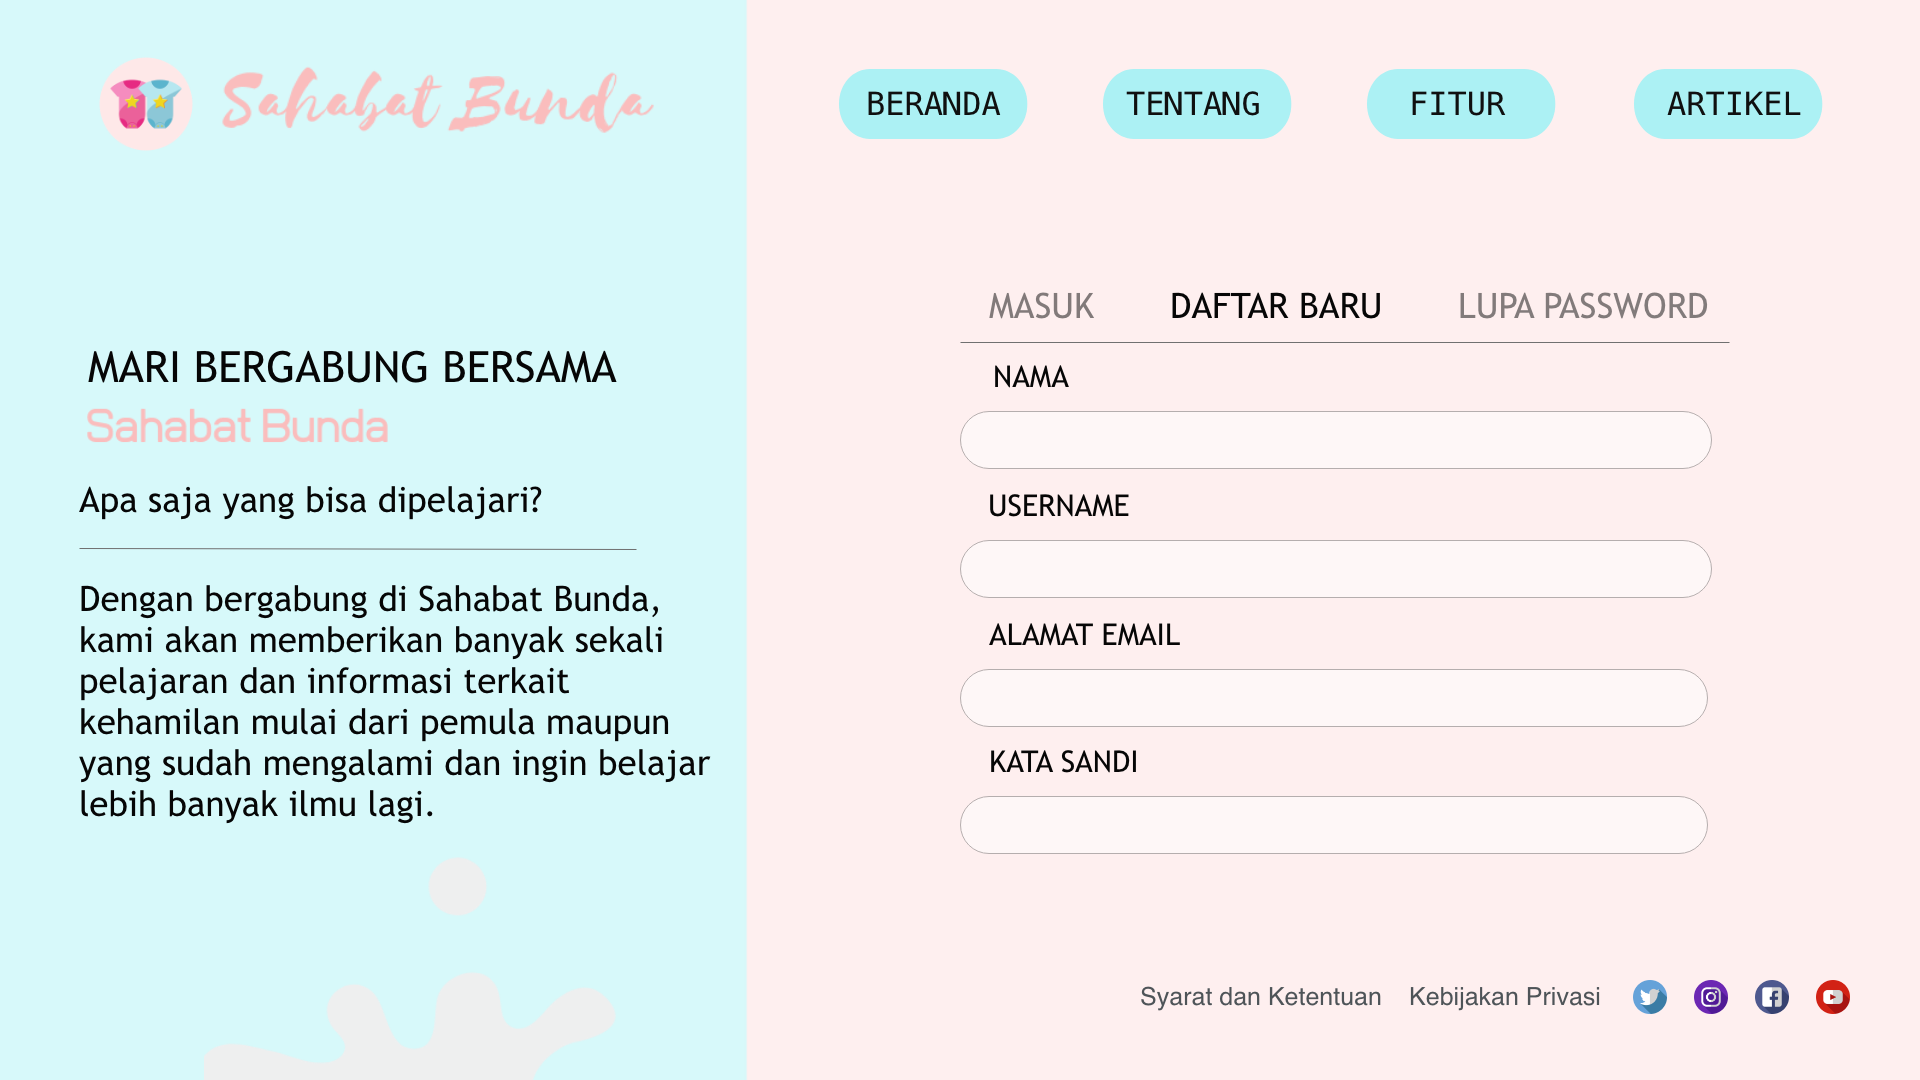 Sahabat Bunda
BERANDA
TENTANG
FITUR
ARTIKEL
MARI BERGABUNG BERSAMA
Sahabat Bunda
Apa saja yang bisa dipelajari?
Dengan bergabung di Sahabat Bunda,
kami akan memberikan banyak sekali
pelajaran dan informasi terkait
kehamilan mulai dari pemula maupun
yang sudah mengalami dan ingin belajar
lebih banyak ilmu lagi.
MASUK
DAFTAR BARU
LUPA PASSWORD
NAMA
USERNAME
ALAMAT EMAIL
KATA SANDI
Syarat dan Ketentuan
Kebijakan Privasi